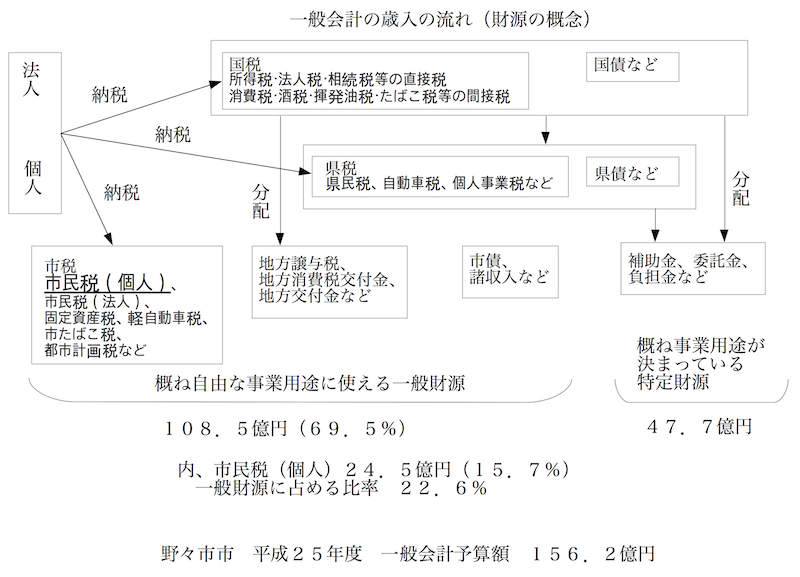 一般会計の歳入の流れ（財源の概念）
法人
個人
納税
納税
納税
国税
所得税･法人税･相続税等の直接税
消費税･酒税･揮発油税･たばこ税等の間接税
国債など
県税
県民税、自動車税、個人事業税など
県債など
分配
分配
市税
市民税（個人）、
市民税（法人）、
固定資産税、軽自動車税、
市たばこ税、
都市計画税など
地方譲与税、
地方消費税交付金、
地方交付金など
市債、
諸収入など
補助金、委託金、
負担金など
概ね自由な事業用途に使える一般財源
概ね事業用途が
決まっている
特定財源
１０８．５億円（６９．５％）
４７．７億円
内、市民税（個人）２４．５億円（１５．７％）
一般財源に占める比率　２２．６％
野々市市　平成２５年度　一般会計予算額　１５６．２億円